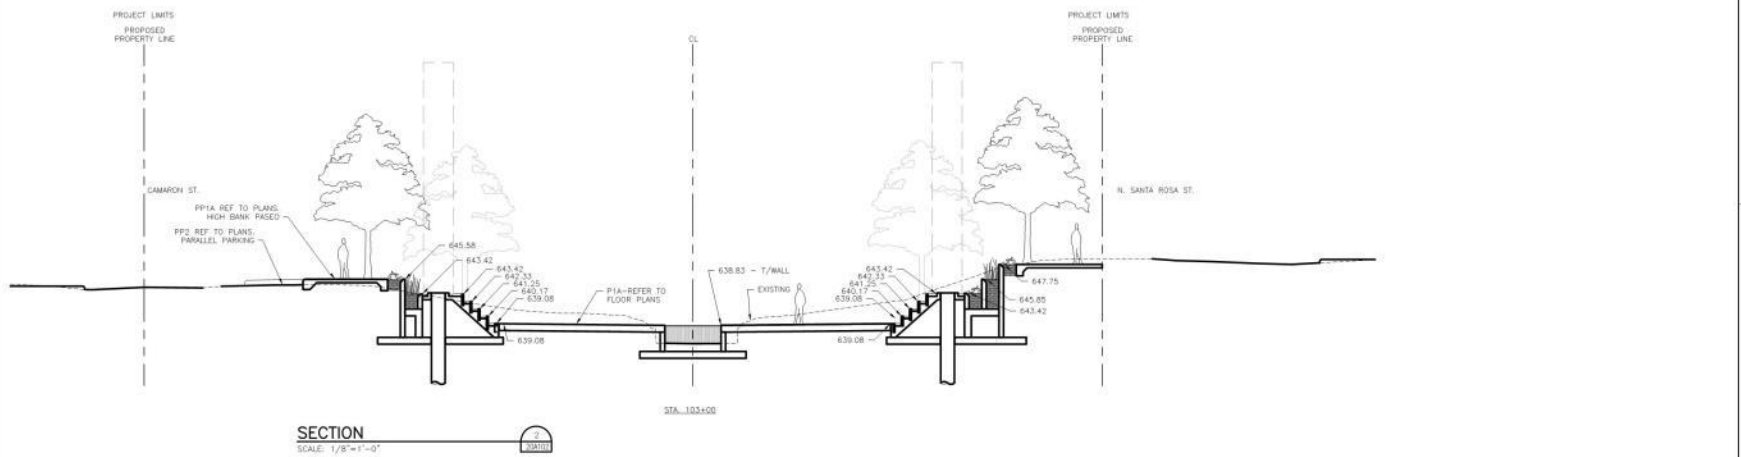 PROJECT LIMITS
PROPOSED
PROPERTY LINE
CL
PROJECT LIMITS
PROPOSED
PROPERTY LINE
CAMARON ST.
N. SANTA ROSA ST.
PP1A REF TO PLANS.
HIGH BANK PASEO
PP2 REF TO PLANS.
PARALLEL PARKING
645.58
643.42
643.42
642.33
641.25
640.17
639.08
639.08
P1A-REFER TO
FLOOR PLANS
638.83 - T/WALL
EXISTING
643.42
642.33
641.25
640.17
639.08
639.08
647.75
645.85
643.42
STA. 103+00
SECTION
SCALE: 1/8"=1'-0"
2
20A102